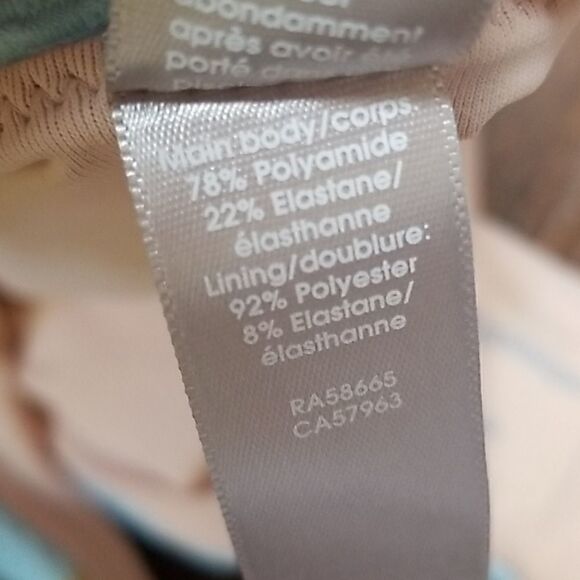 abondamment
après avoir été
porté
Main body/corps:
78% Polyamide
22% Elastane/
élasthanne
Lining/doublure:
92% Polyester
8% Elastane/
élasthanne
RA58665
CA57963